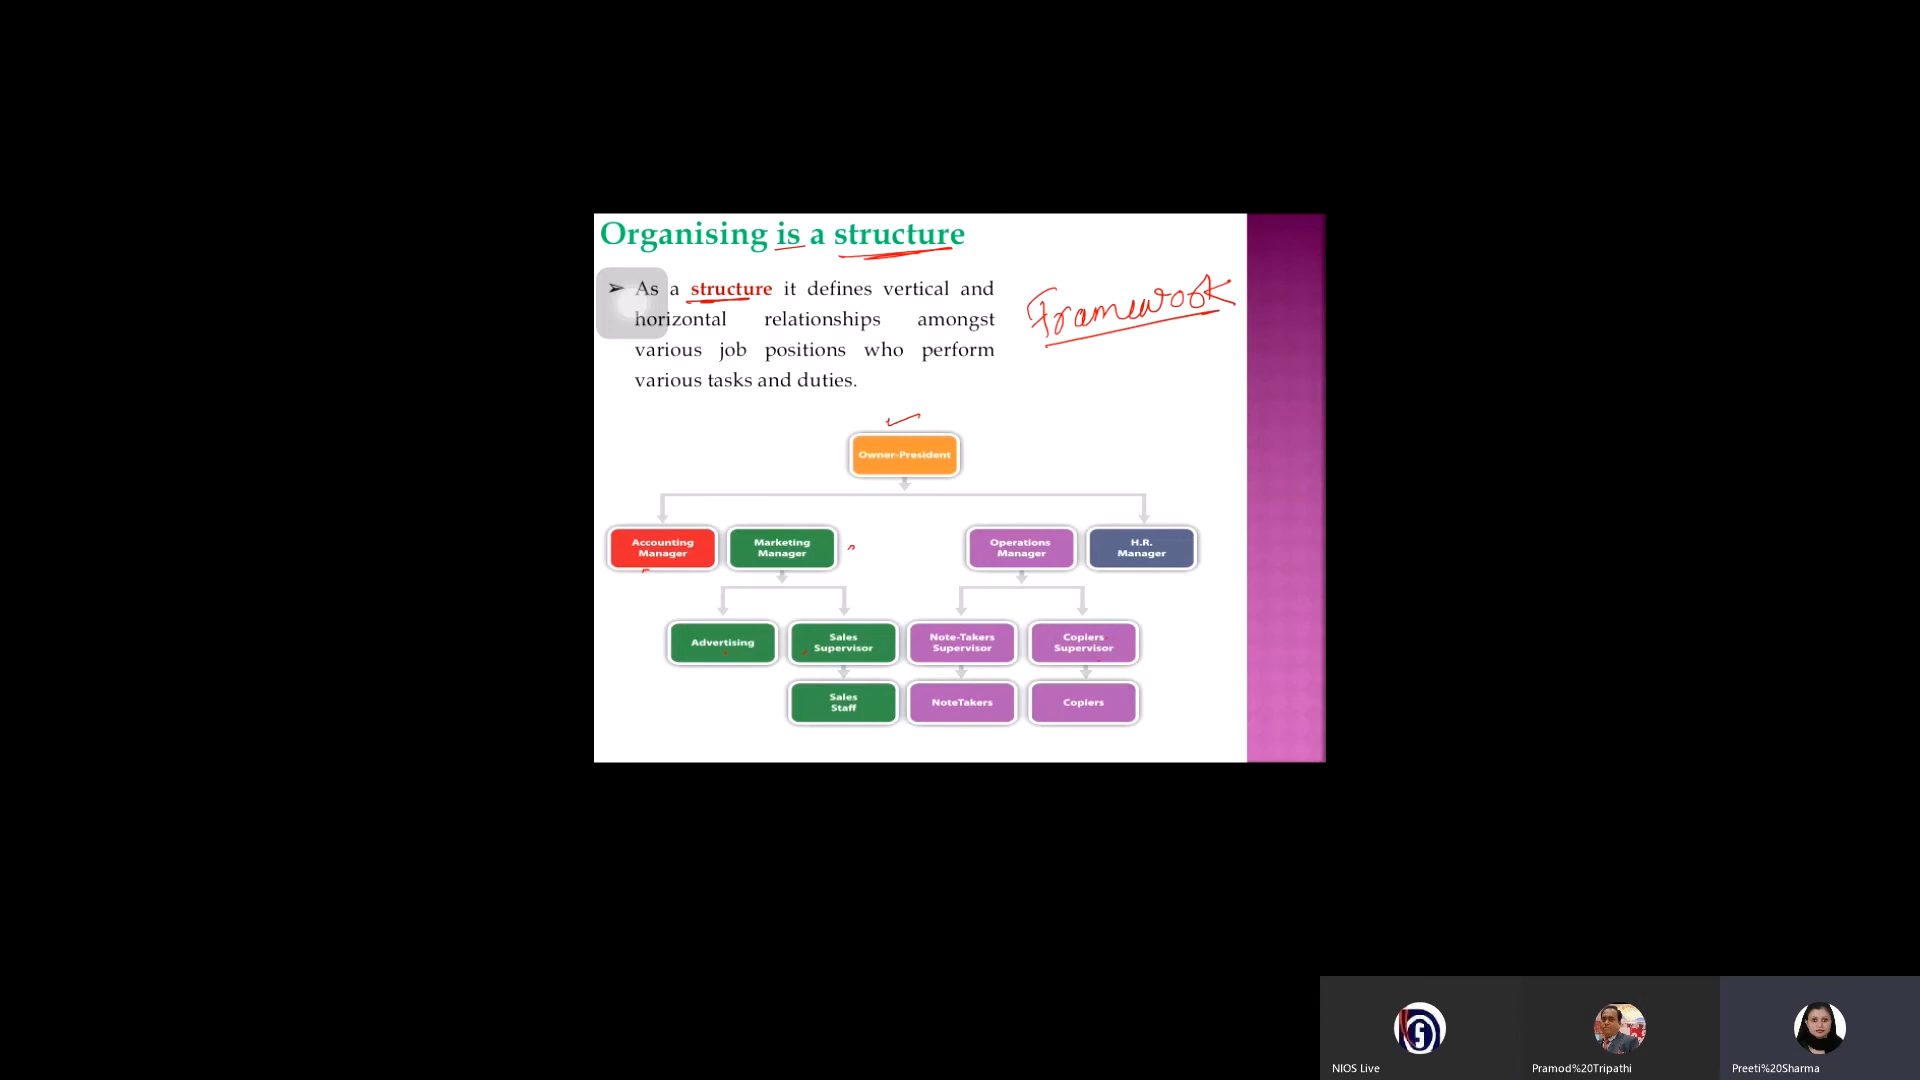 Organising is a structure
➢ As a structure it defines vertical and
horizontal relationships amongst
various job positions who perform
various tasks and duties.
Framework
Owner-President
Accounting
Manager
Marketing
Manager
Operations
Manager
H.R.
Manager
Advertising
Sales
Supervisor
Note-Takers
Supervisor
Copiers
Supervisor
Sales
Staff
NoteTakers
Copiers
NIOS Live
Pramod%20Tripathi
Preeti%20Sharma